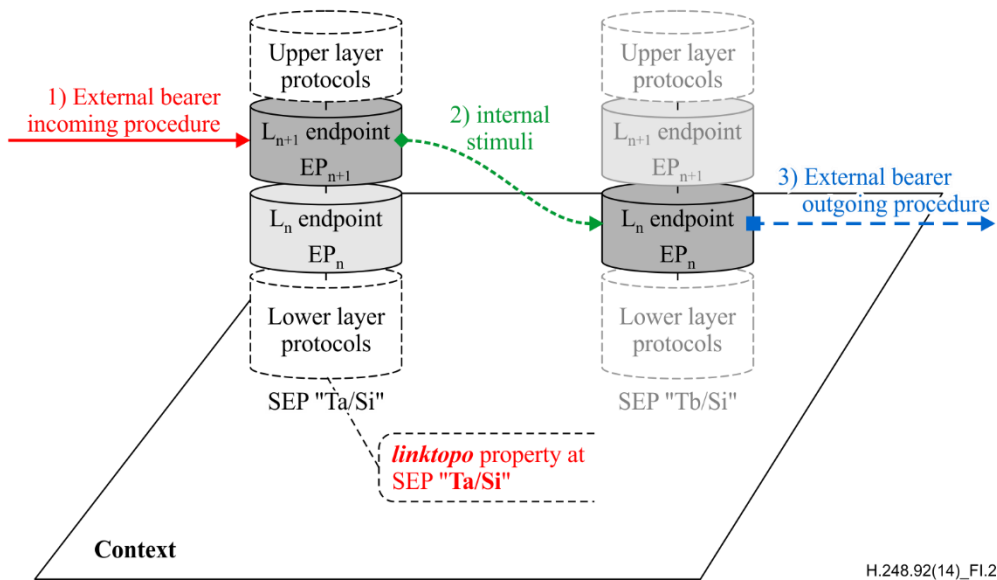 Upper layer
protocols
1) External bearer
incoming procedure
Ln+1 endpoint
EPn+1
Ln endpoint
EPn
Lower layer
protocols
SEP "Ta/Si"
2) internal
stimuli
Upper layer
protocols
Ln+1 endpoint
EPn+1
Ln endpoint
EPn
Lower layer
protocols
SEP "Tb/Si"
3) External bearer
outgoing procedure
linktopo property at
SEP "Ta/Si"
Context
H.248.92(14)_FI.2